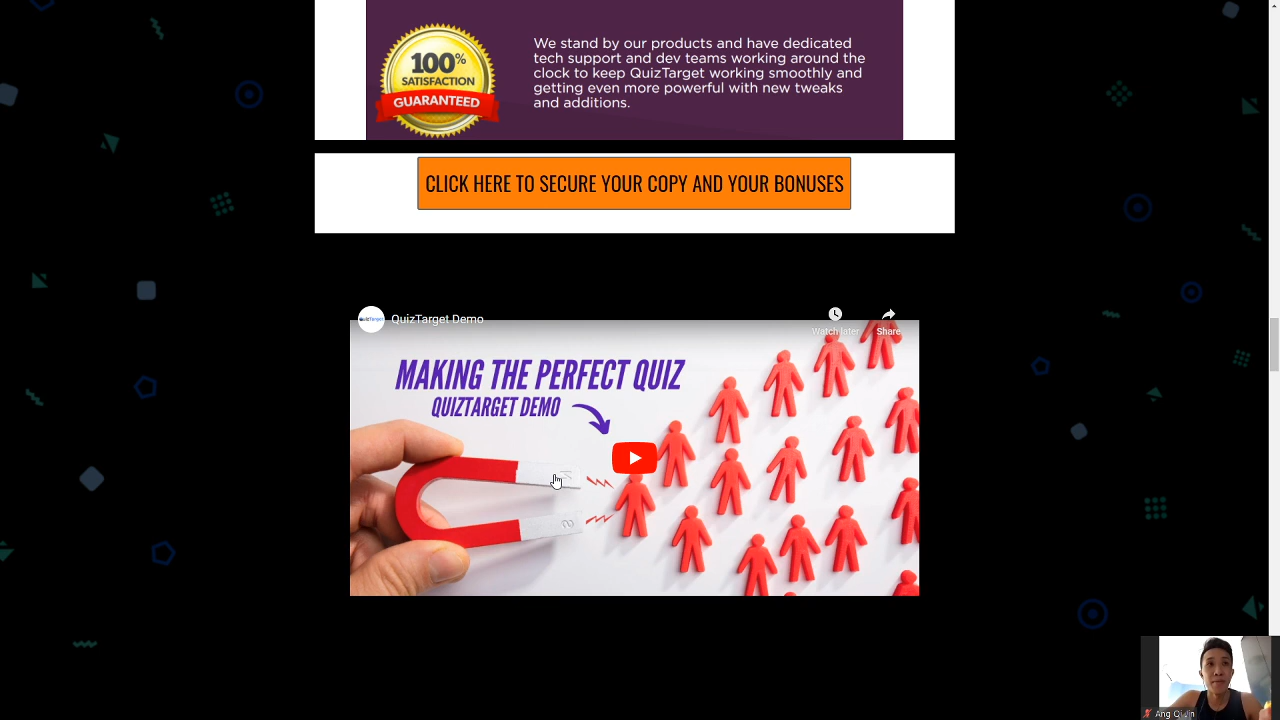 100%
SATISFACTION
GUARANTEED
We stand by our products and have dedicated
tech support and dev teams working around the
clock to keep QuizTarget working smoothly and
getting even more powerful with new tweaks
and additions.
CLICK HERE TO SECURE YOUR COPY AND YOUR BONUSES
QuizTarget
QuizTarget Demo
Watch later
Share
MAKING THE PERFECT QUIZ
QUIZTARGET DEMO
N
S